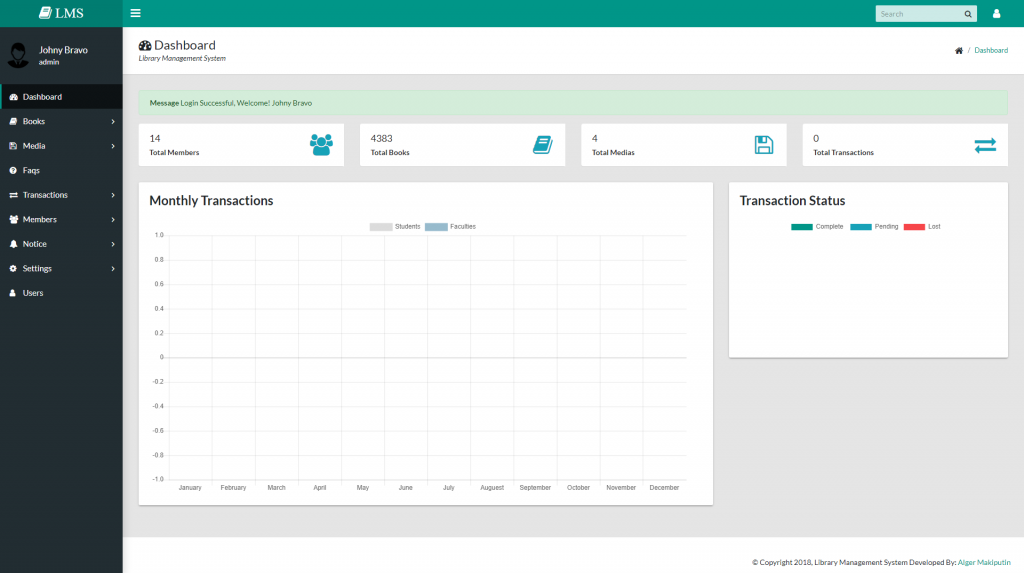 LMS
Search
Johny Bravo
admin
Dashboard
Books
Media
Faqs
Transactions
Members
Notice
Settings
Users
Dashboard
Library Management System
/ Dashboard
Message Login Successful, Welcome! Johny Bravo
14
Total Members
4383
Total Books
4
Total Medias
0
Total Transactions
Monthly Transactions
Students Faculties
1.0
0.8
0.6
0.4
0.2
0
-0.2
-0.4
-0.6
-0.8
-1.0
January February March April May June July Auguest September October November December
Transaction Status
Complete Pending Lost
© Copyright 2018, Library Management System Developed By: Alger Makiputin